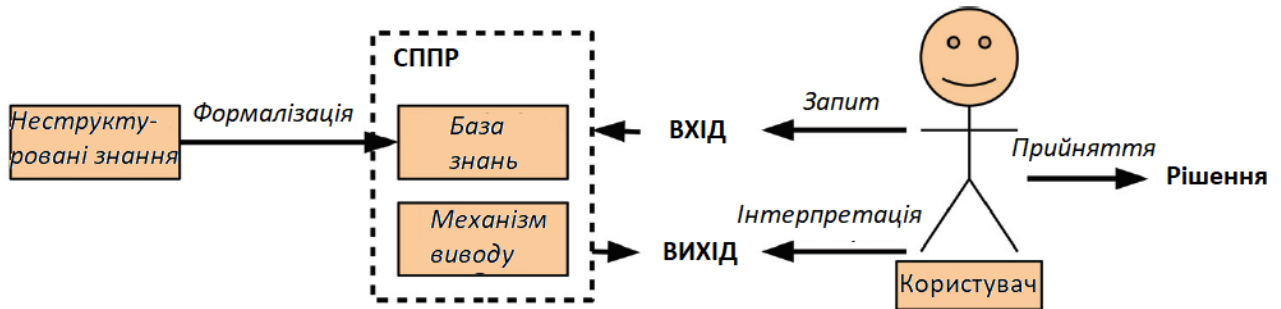 СППР
Неструкту-
ровані знання
Формалізація
База
знань
Механізм
виводу
ВХІД
Запит
ВИХІД
Інтерпретація
Користувач
Прийняття
Рішення